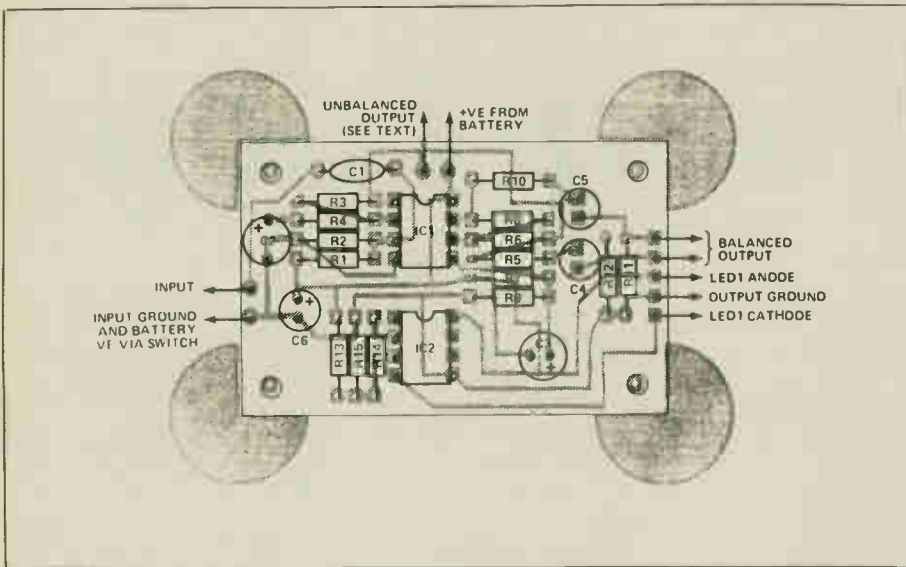 UNBALANCED
OUTPUT
(SEE TEXT)
+VE FROM
BATTERY
C1
R10
C5
R3
R4
R2
R1
IC1
R8
R6
R5
R9
C4
R12
R11
BALANCED
OUTPUT
LED1 ANODE
OUTPUT GROUND
LED1 CATHODE
INPUT
INPUT GROUND
AND BATTERY
VE VIA SWITCH
+
+
C6
R13
R15
R14
IC2
+